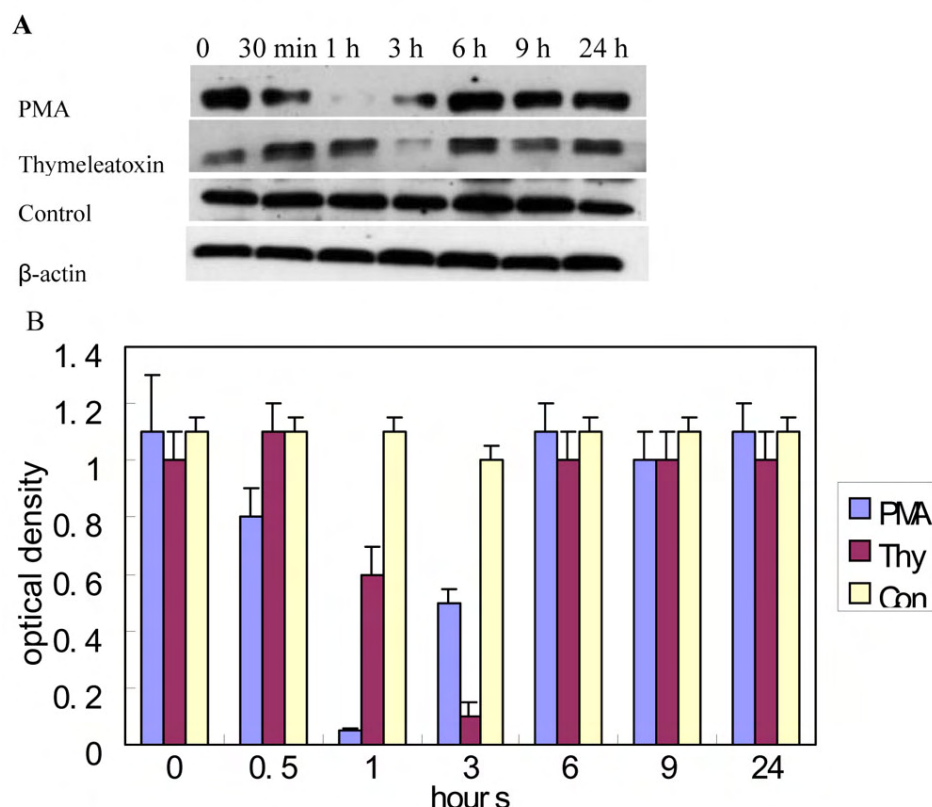 A
0 30 min 1 h 3 h 6 h 9 h 24 h
PMA
Thymeleatoxin
Control
β-actin
B
1.4
1.2
1
0.8
0.6
0.4
0.2
0
optical density
0 0.5 1 3 6 9 24
hours
PMA
Thy
Con